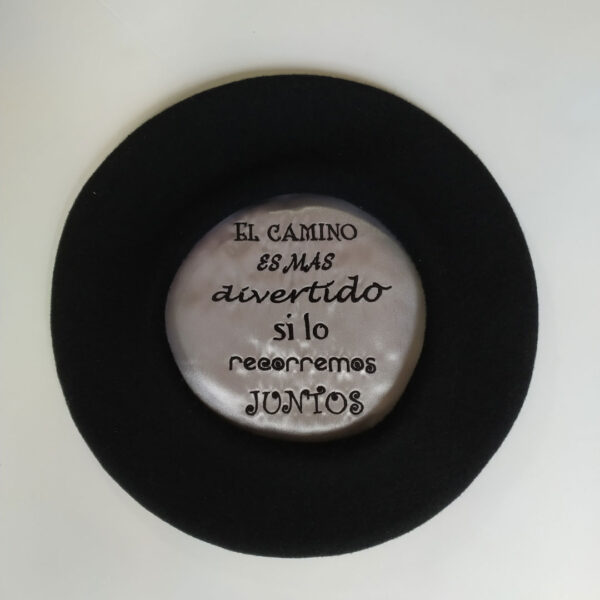 EL CAMINO
ES MAS
divertido
si lo
recorremos
JUNTOS